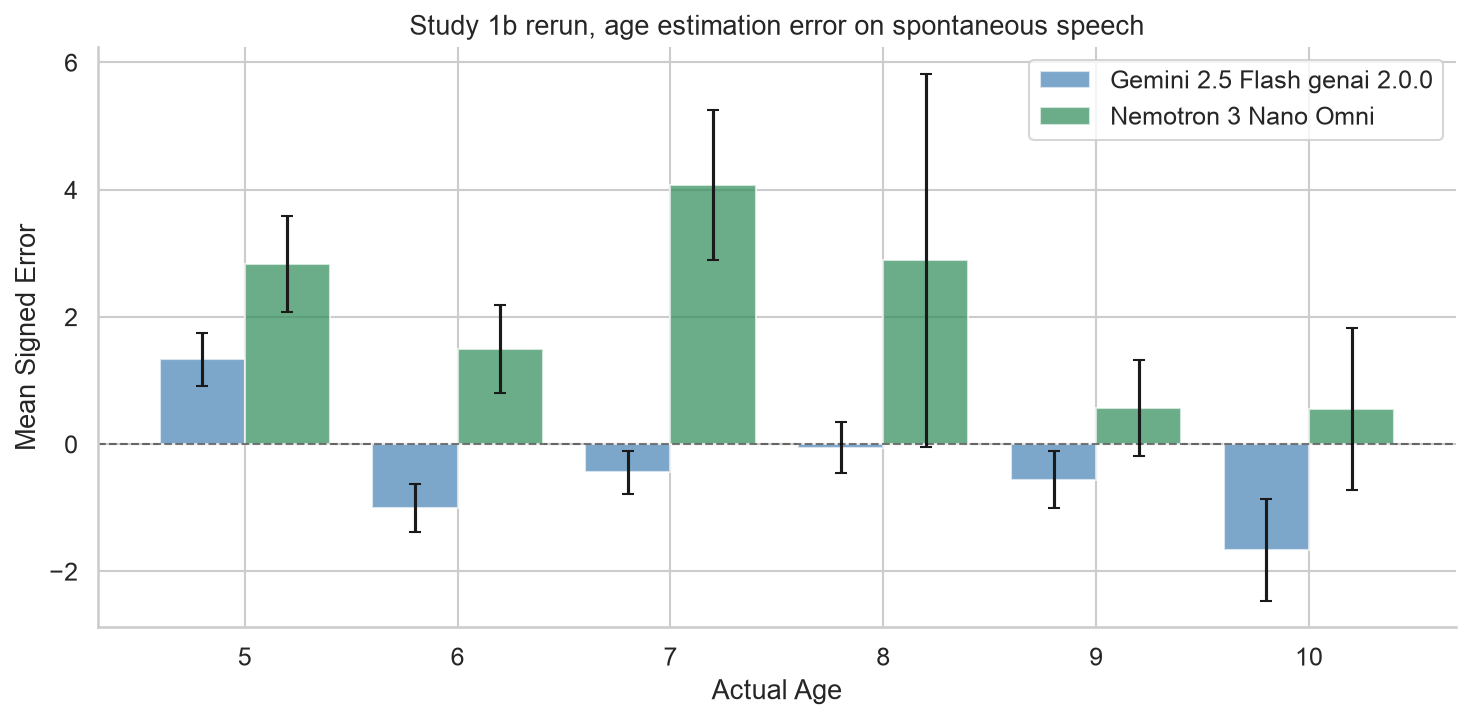 Study 1b rerun, age estimation error on spontaneous speech
Gemini 2.5 Flash genai 2.0.0
Nemotron 3 Nano Omni
Mean Signed Error
6
4
2
0
−2
5 6 7 8 9 10
Actual Age